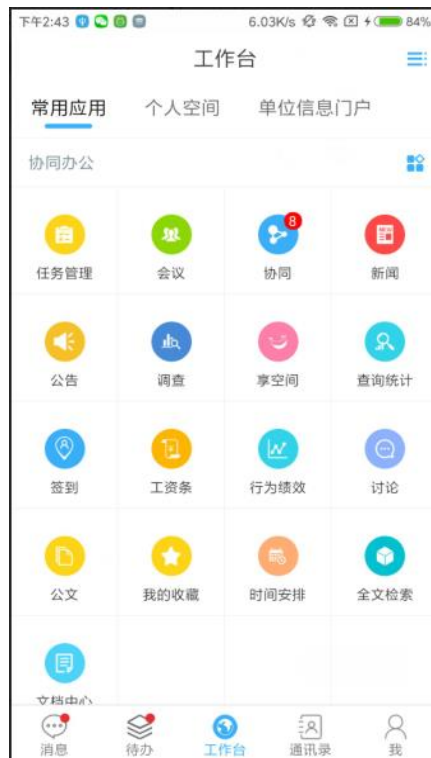 下午2:43 6.03K/s 84%
工作台
常用应用 个人空间 单位信息门户
协同办公
8
任务管理 会议 协同 新闻
公告 调查 享空间 查询统计
签到 工资条 行为绩效 讨论
公文 我的收藏 时间安排 全文检索
文档中心
消息 待办 工作台 通讯录 我